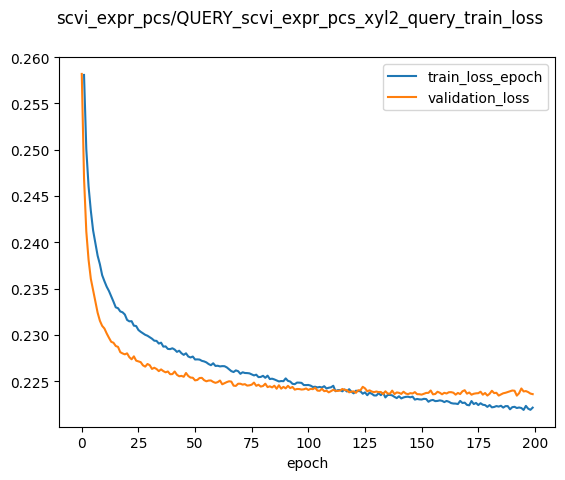 scvi_expr_pcs/QUERY_scvi_expr_pcs_xyl2_query_train_loss
train_loss_epoch
validation_loss
0.260
0.255
0.250
0.245
0.240
0.235
0.230
0.225
0 25 50 75 100 125 150 175 200
epoch